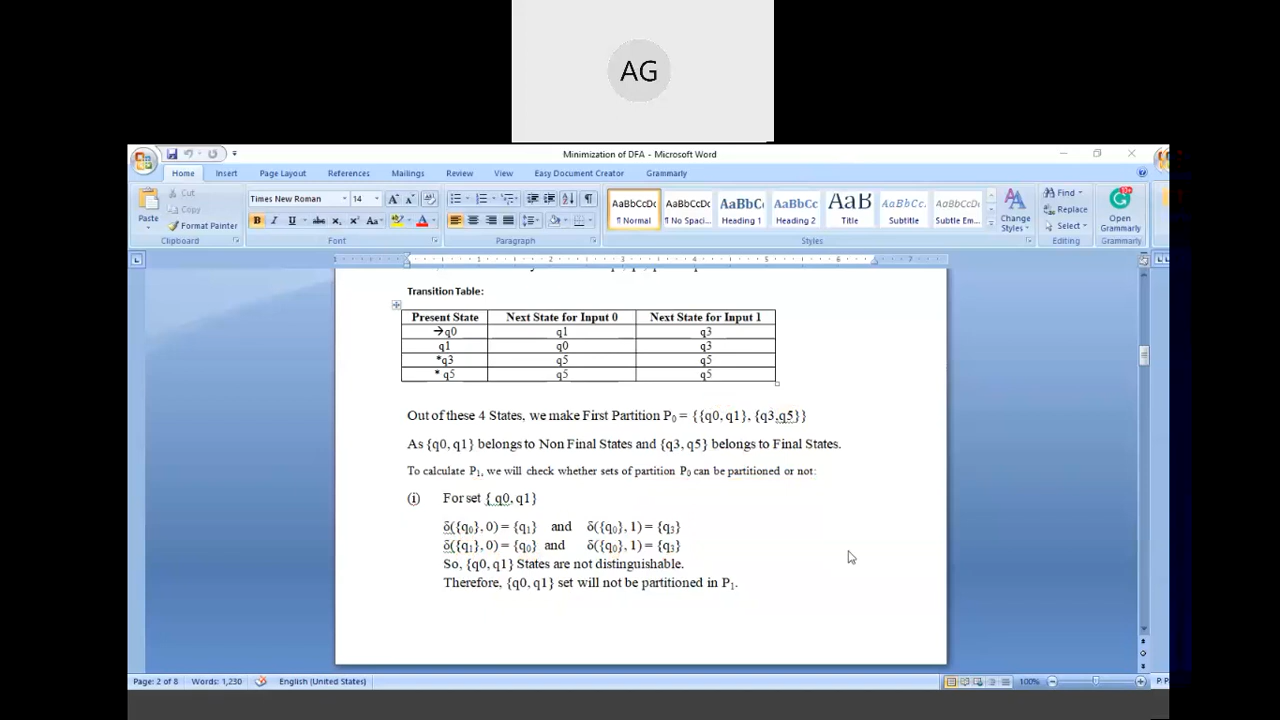 AG
Minimization of DFA - Microsoft Word
Home Insert Page Layout References Mailings Review View Easy Document Creator Grammarly
Paste Cut Copy Format Painter Clipboard
Times New Roman 14 Font
Paragraph
AaBbCcDc AaBbCcDc AaBbC AaBbCc AaB AaBbCc. AaBbCcDc
¶ Normal ¶ No Spaci... Heading 1 Heading 2 Title Subtitle Subtle Em...
Change Styles Styles
Find Replace Select Editing
Open Grammarly Grammarly
Transition Table:
Present State Next State for Input 0 Next State for Input 1
→q0 q1 q3
q1 q0 q3
*q3 q5 q5
* q5 q5 q5
Out of these 4 States, we make First Partition P₀ = {{q0, q1}, {q3,q5}}
As {q0, q1} belongs to Non Final States and {q3, q5} belongs to Final States.
To calculate P₁, we will check whether sets of partition P₀ can be partitioned or not:
(i) For set { q0, q1}
δ({q₀}, 0) = {q₁} and δ({q₀}, 1) = {q₃}
δ({q₁}, 0) = {q₀} and δ({q₀}, 1) = {q₃}
So, {q0, q1} States are not distinguishable.
Therefore, {q0, q1} set will not be partitioned in P₁.
Page: 2 of 8 Words: 1,230 English (United States) 100%